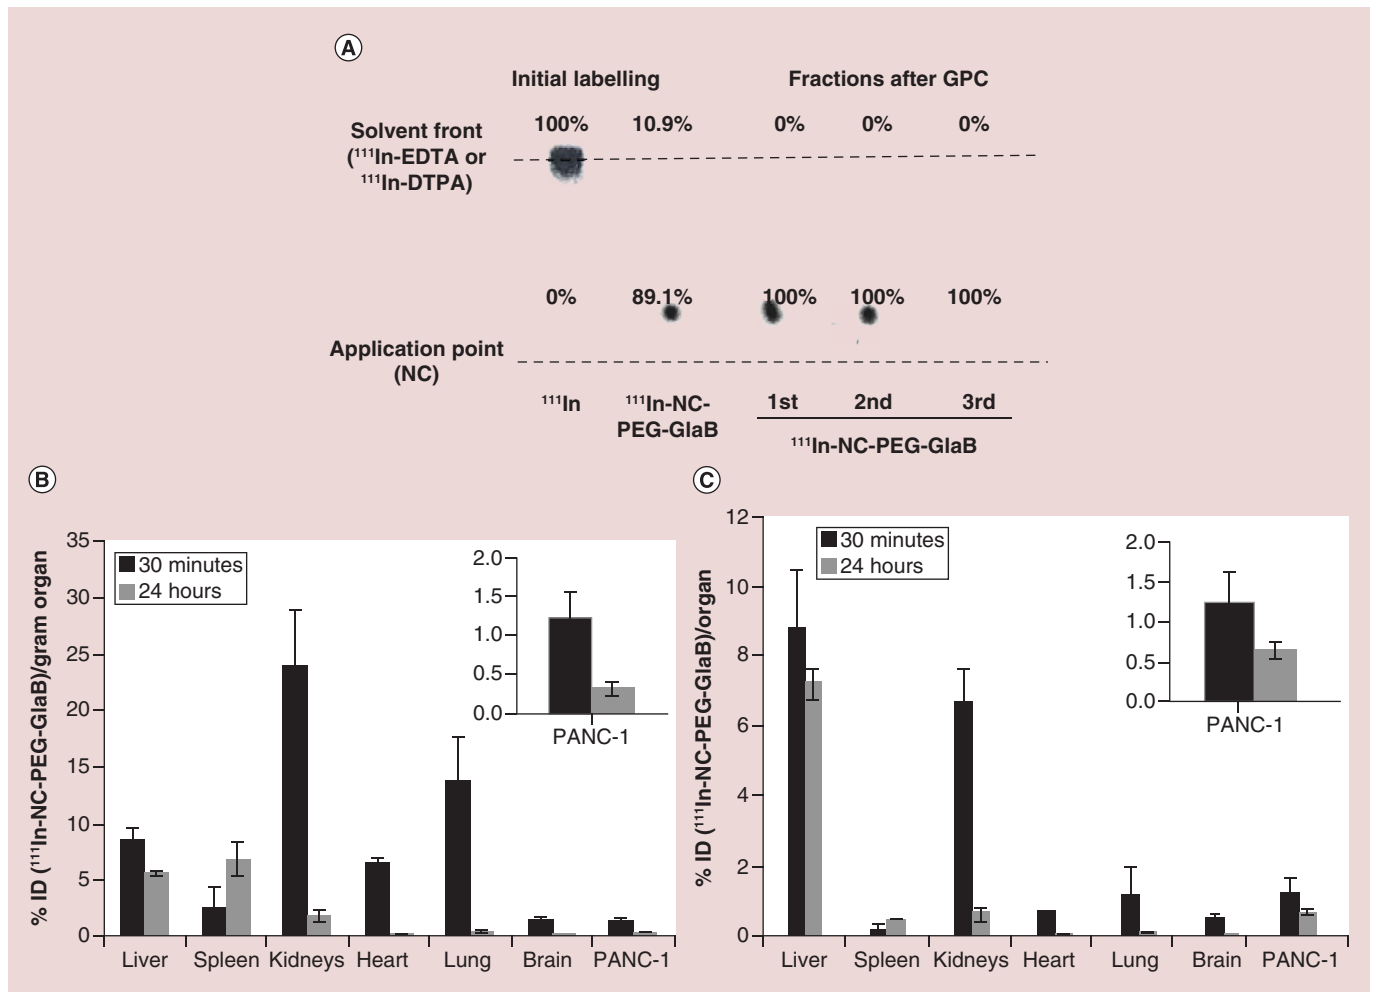 A
Initial labelling Fractions after GPC
100% 10.9% 0% 0% 0%
Solvent front
(¹¹¹In-EDTA or
¹¹¹In-DTPA)
0% 89.1% 100% 100% 100%
Application point
(NC)
¹¹¹In ¹¹¹In-NC-
PEG-GlaB
1st 2nd 3rd
¹¹¹In-NC-PEG-GlaB
B
% ID (¹¹¹In-NC-PEG-GlaB)/gram organ
35
30
25
20
15
10
5
0
30 minutes
24 hours
2.0
1.5
1.0
0.5
0.0
PANC-1
Liver Spleen Kidneys Heart Lung Brain PANC-1
C
% ID (¹¹¹In-NC-PEG-GlaB)/organ
12
10
8
6
4
2
0
30 minutes
24 hours
2.0
1.5
1.0
0.5
0.0
PANC-1
Liver Spleen Kidneys Heart Lung Brain PANC-1